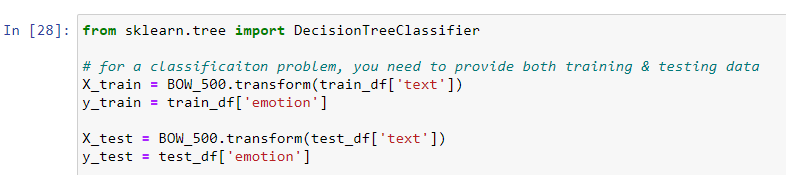 In [28]: from sklearn.tree import DecisionTreeClassifier
# for a classificaiton problem, you need to provide both training & testing data
X_train = BOW_500.transform(train_df['text'])
y_train = train_df['emotion']
X_test = BOW_500.transform(test_df['text'])
y_test = test_df['emotion']